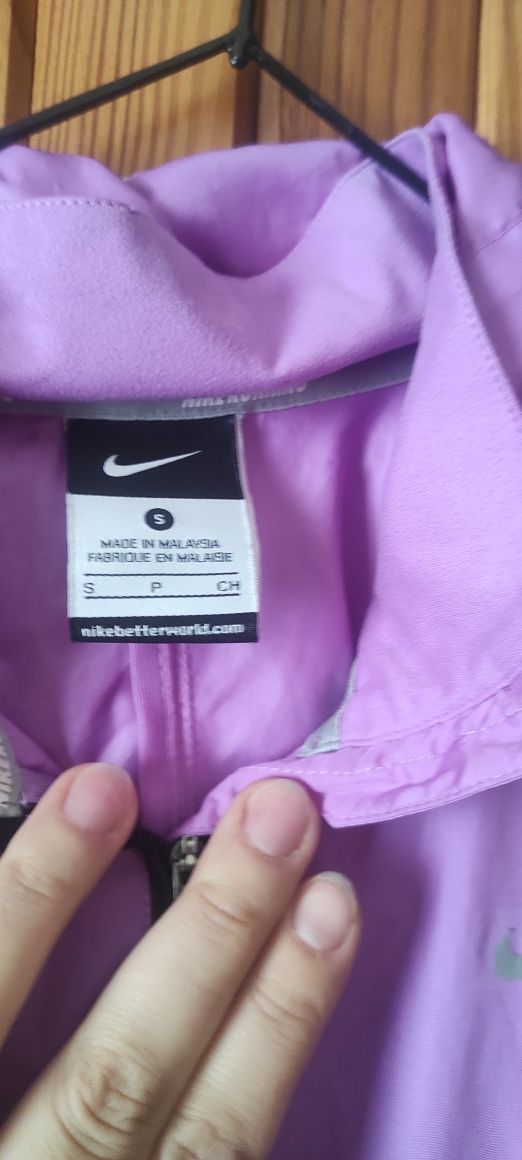 S
MADE IN MALAYSIA
FABRIQUE EN MALAISIE
S P CH
nikebetterworld.com